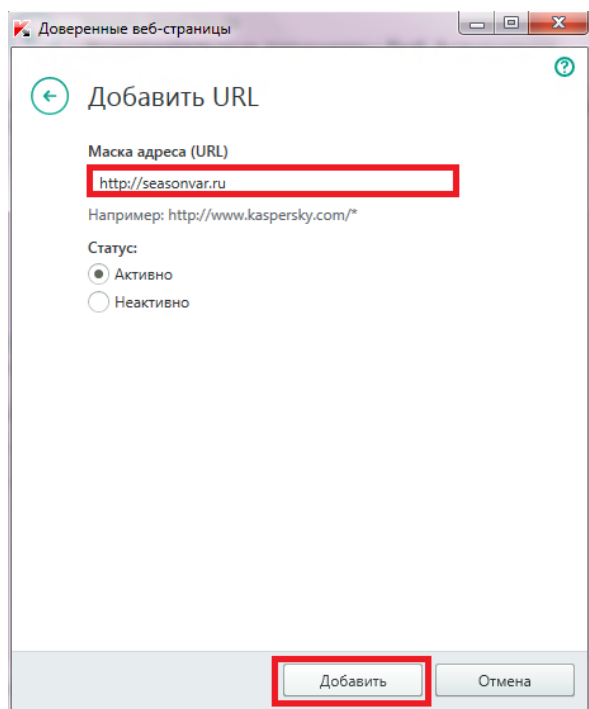 Доверенные веб-страницы
Добавить URL
Маска адреса (URL)
http://seasonvar.ru
Например: http://www.kaspersky.com/*
Статус:
Активно
Неактивно
Добавить
Отмена